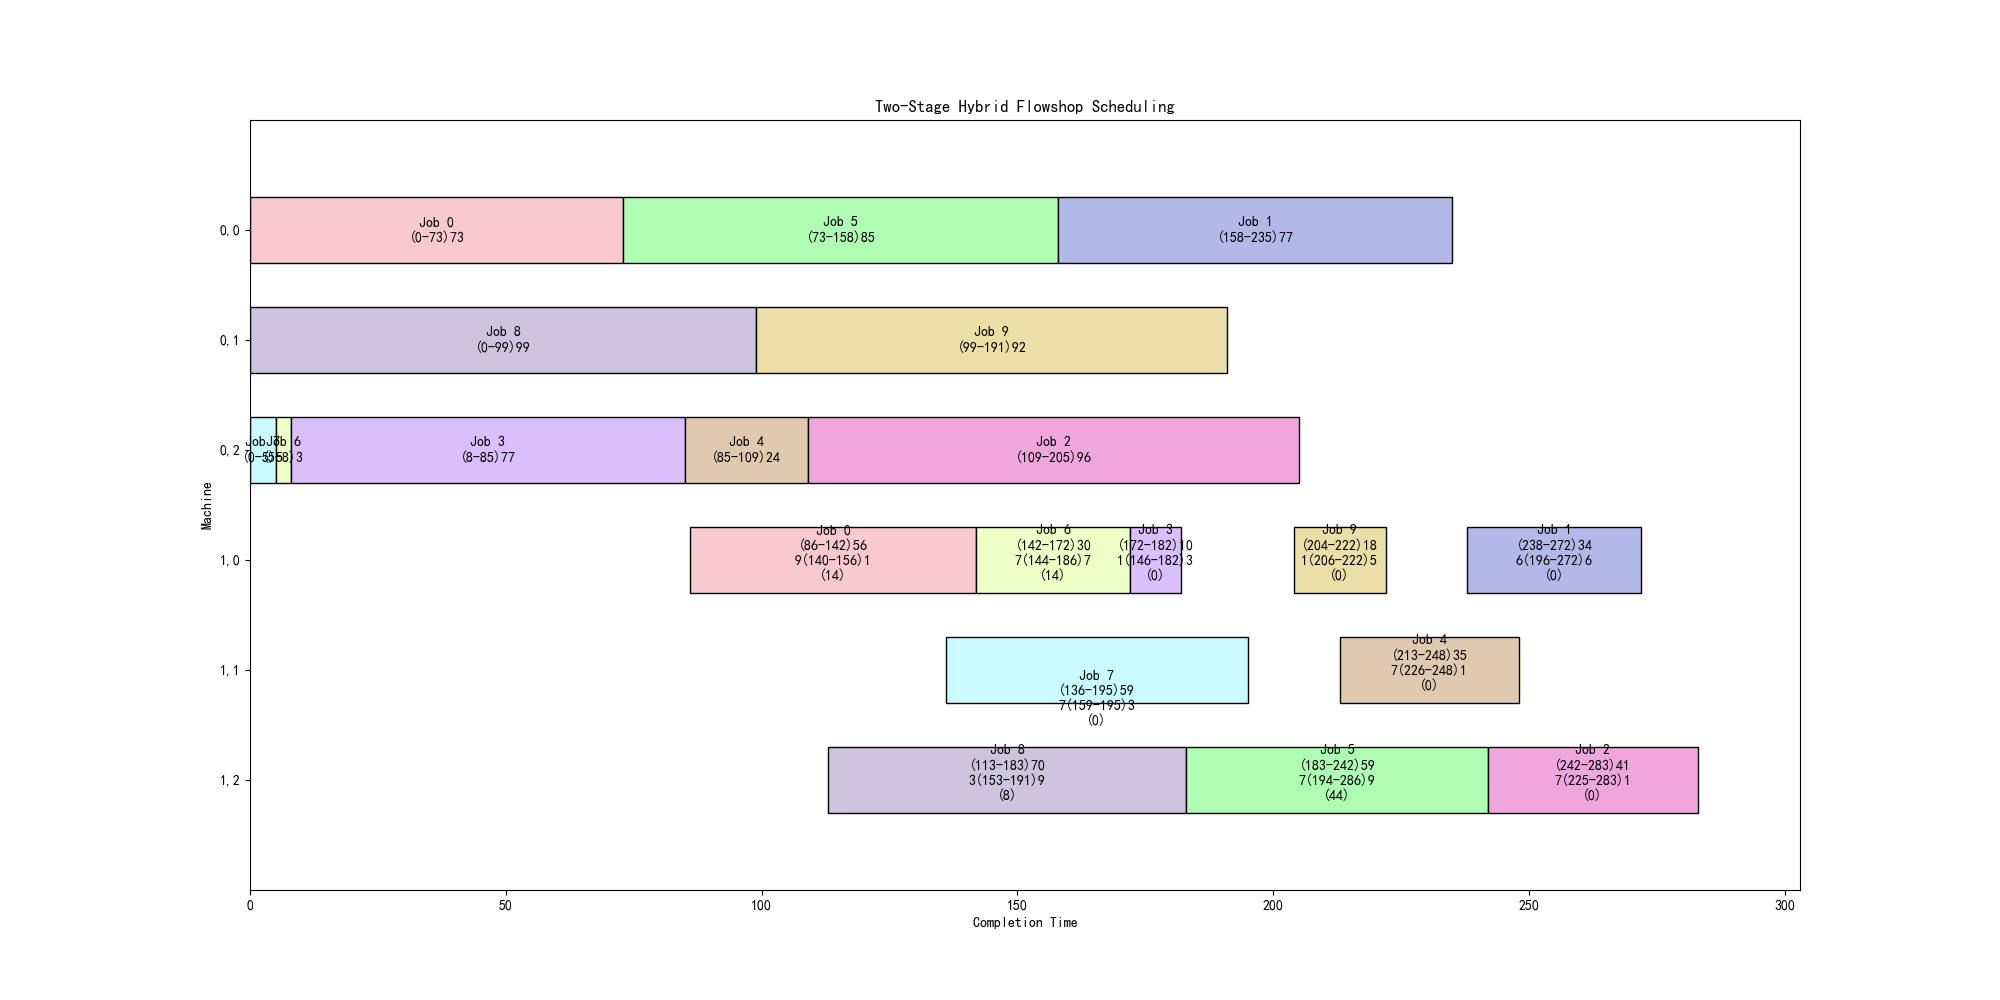 Two-Stage Hybrid Flowshop Scheduling
0,0
Job 0
(0-73)73
Job 5
(73-158)85
Job 1
(158-235)77
0,1
Job 8
(0-99)99
Job 9
(99-191)92
0,2
Job 6
Job 3
(8-85)77
Job 4
(85-109)24
Job 2
(109-205)96
Machine
1,0
Job 0
(86-142)56
9(140-156)1
(14)
Job 6
(142-172)30
7(144-186)7
(14)
Job 3
(172-182)10
1(146-182)3
(0)
Job 9
(204-222)18
1(206-222)5
(0)
Job 1
(238-272)34
6(196-272)6
(0)
1,1
Job 7
(136-195)59
7(159-195)3
(0)
Job 4
(213-248)35
7(226-248)1
(0)
1,2
Job 8
(113-183)70
3(153-191)9
(8)
Job 5
(183-242)59
7(194-286)9
(44)
Job 2
(242-283)41
7(225-283)1
(0)
0
50
100
150
200
250
300
Completion Time